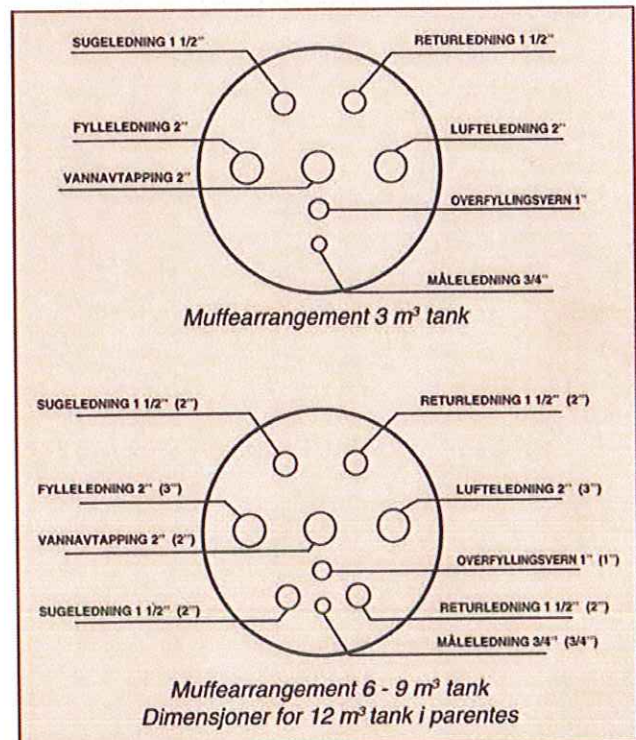 SUGELEDNING 1 1/2"
RETURLEDNING 1 1/2"
FYLLELEDNING 2"
LUFTELEDNING 2"
VANNAVTAPPING 2"
OVERFYLLINGSVERN 1"
MÅLELEDNING 3/4"
Muffearrangement 3 m³ tank
SUGELEDNING 1 1/2" (2")
RETURLEDNING 1 1/2" (2")
FYLLELEDNING 2" (3")
LUFTELEDNING 2" (3")
VANNAVTAPPING 2" (2")
OVERFYLLINGSVERN 1" (1")
SUGELEDNING 1 1/2" (2")
RETURLEDNING 1 1/2" (2")
MÅLELEDNING 3/4" (3/4")
Muffearrangement 6 - 9 m³ tank
Dimensjoner for 12 m³ tank i parentes